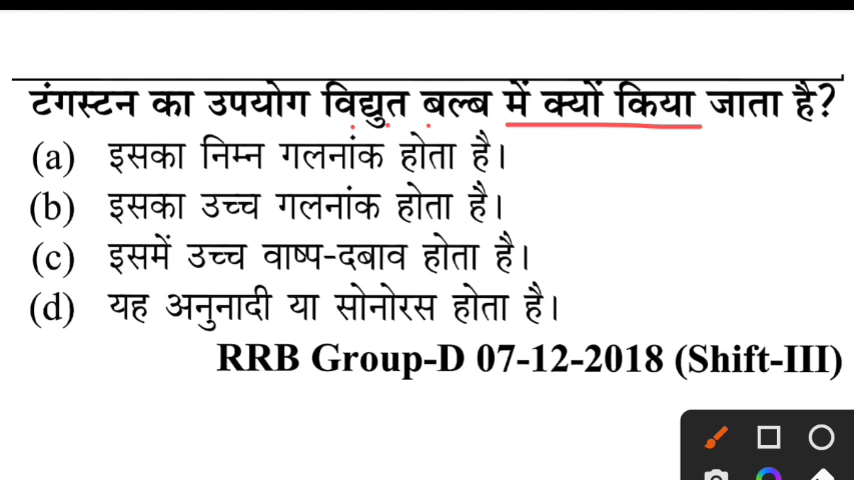 टंगस्टन का उपयोग विद्युत बल्ब में क्यों किया जाता है?
(a) इसका निम्न गलनांक होता है।
(b) इसका उच्च गलनांक होता है।
(c) इसमें उच्च वाष्प-दबाव होता है।
(d) यह अनुनादी या सोनोरस होता है।
RRB Group-D 07-12-2018 (Shift-III)